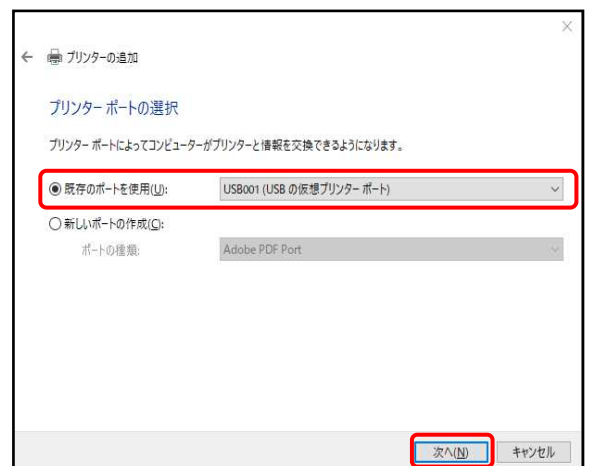 プリンターの追加
プリンター ポートの選択
プリンター ポートによってコンピューターがプリンターと情報を交換できるようになります。
既存のポートを使用(U): USB001 (USB の仮想プリンター ポート)
新しいポートの作成(C):
ポートの種類: Adobe PDF Port
次へ(N) キャンセル